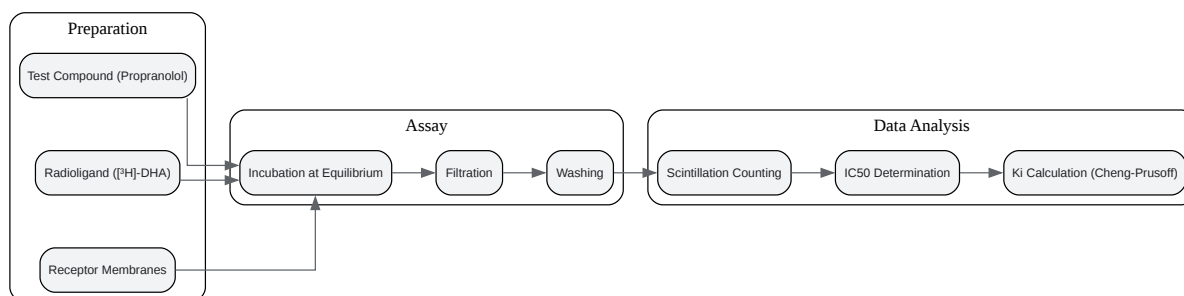 Preparation
Test Compound (Propranolol)
Radioligand ([³H]-DHA)
Receptor Membranes
Assay
Incubation at Equilibrium
Filtration
Washing
Data Analysis
Scintillation Counting
IC50 Determination
Ki Calculation (Cheng-Prusoff)